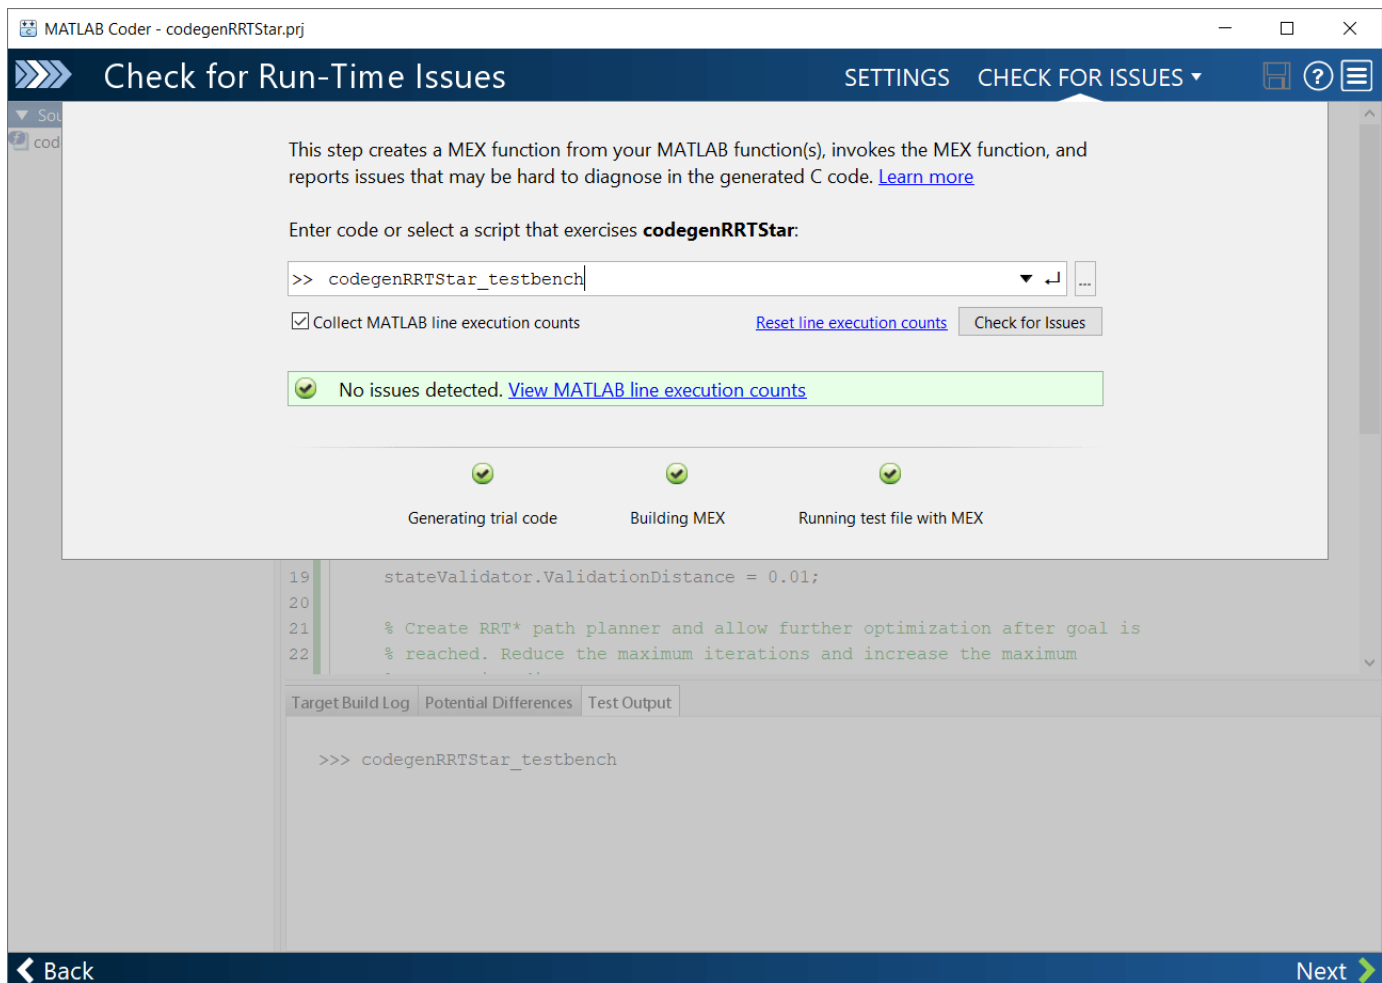 MATLAB Coder - codegenRRTStar.prj
Check for Run-Time Issues
SETTINGS CHECK FOR ISSUES
Sou
cod
This step creates a MEX function from your MATLAB function(s), invokes the MEX function, and
reports issues that may be hard to diagnose in the generated C code. Learn more
Enter code or select a script that exercises codegenRRTStar:
>> codegenRRTStar_testbench
...
Collect MATLAB line execution counts
Reset line execution counts
Check for Issues
No issues detected. View MATLAB line execution counts
Generating trial code
Building MEX
Running test file with MEX
19 stateValidator.ValidationDistance = 0.01;
20
21 % Create RRT* path planner and allow further optimization after goal is
22 % reached. Reduce the maximum iterations and increase the maximum
Target Build Log Potential Differences Test Output
>>> codegenRRTStar_testbench
Back
Next